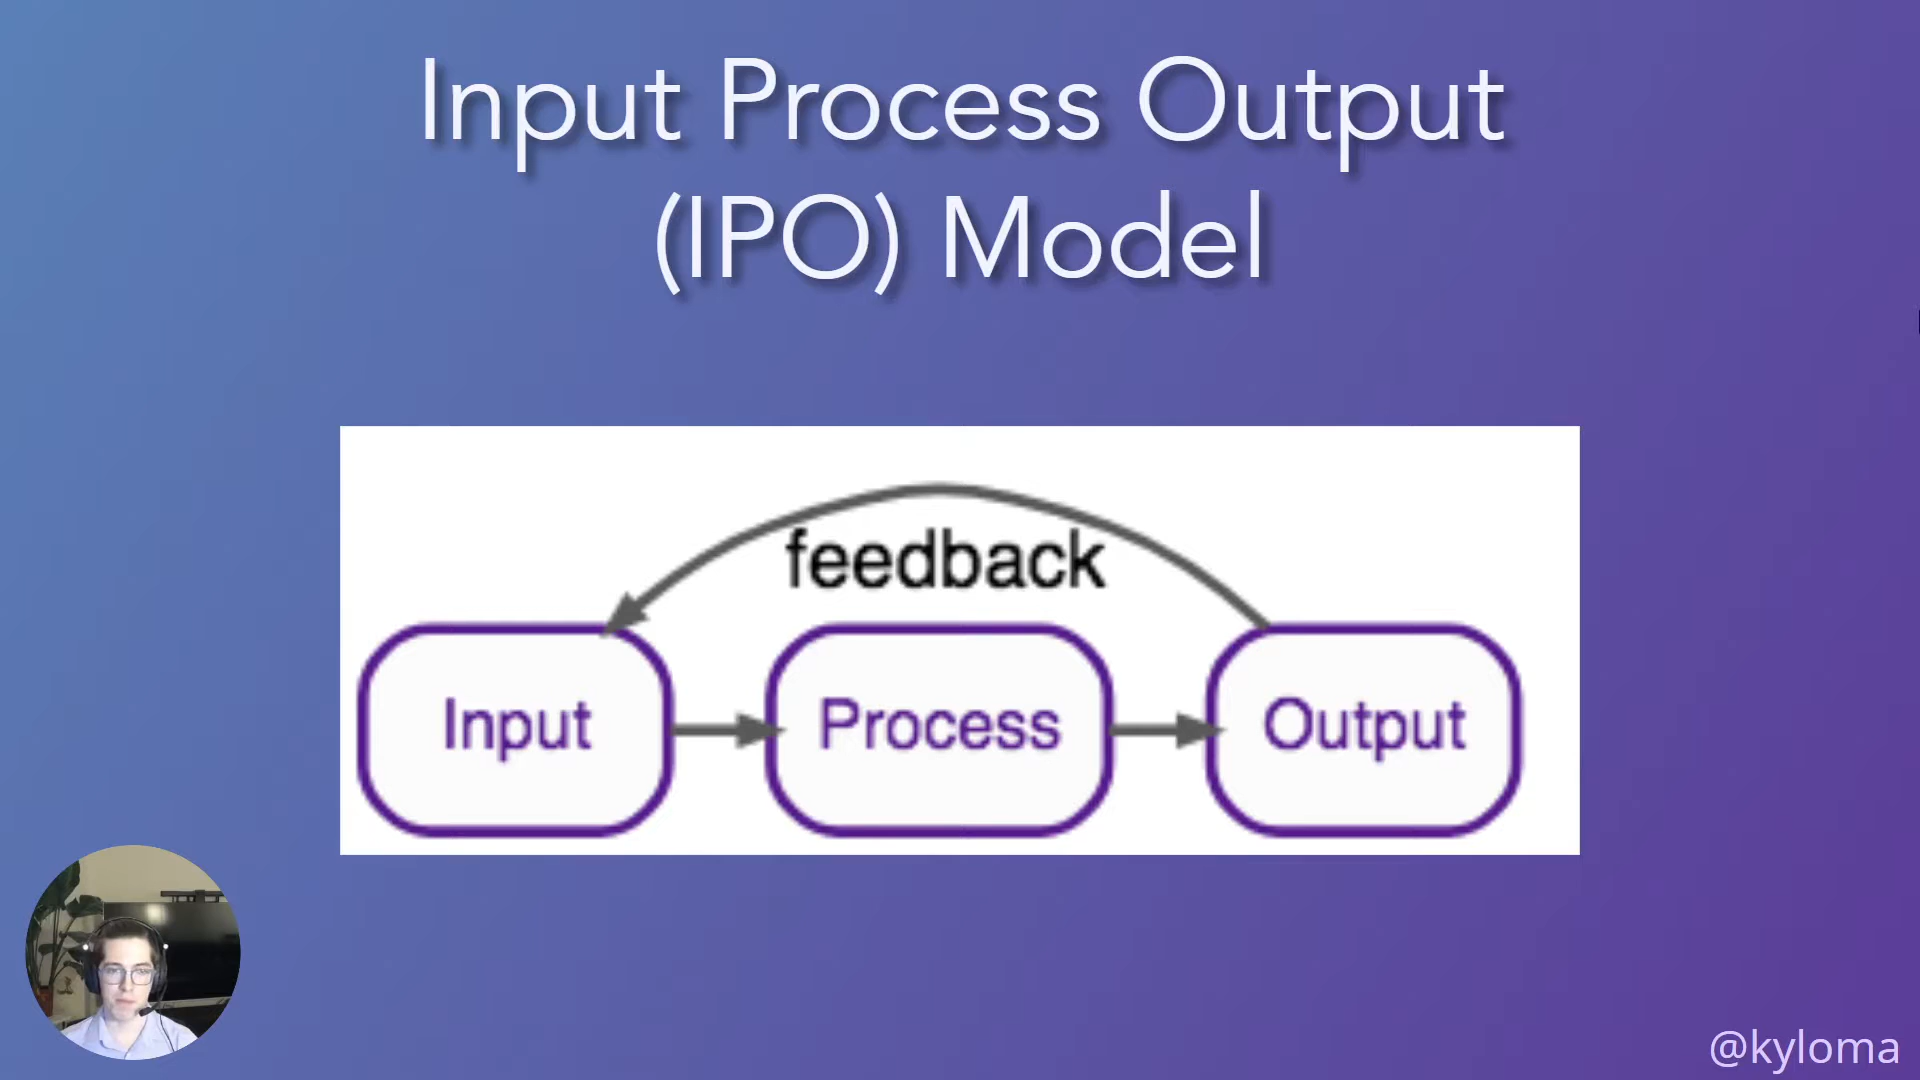 Input Process Output
(IPO) Model
feedback
Input
Process
Output
@kyloma